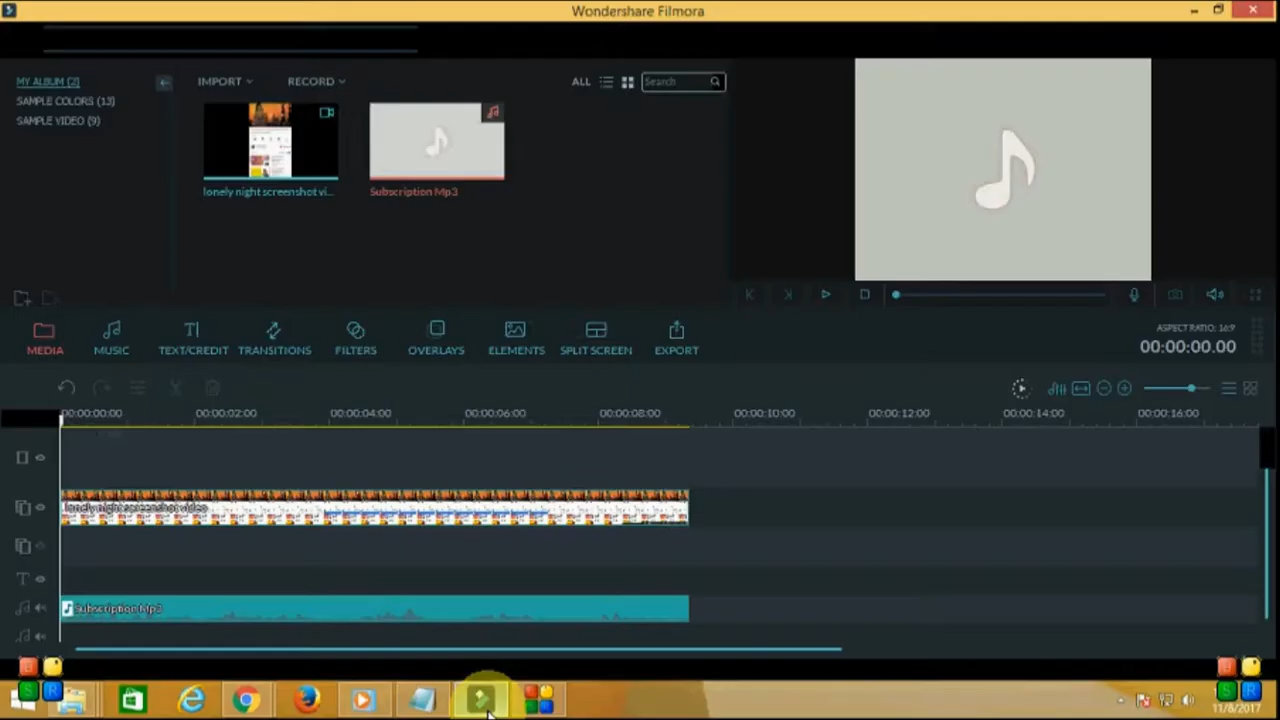 Wondershare Filmora
MY ALBUM (2)
SAMPLE COLORS (13)
SAMPLE VIDEO (9)
IMPORT
RECORD
ALL
Search
lonely night screenshot vi...
Subscription Mp3
MEDIA
MUSIC
TEXT/CREDIT
TRANSITIONS
FILTERS
OVERLAYS
ELEMENTS
SPLIT SCREEN
EXPORT
ASPECT RATIO: 16:9
00:00:00.00
00:00:00:00
00:00:02:00
00:00:04:00
00:00:06:00
00:00:08:00
00:00:10:00
00:00:12:00
00:00:14:00
00:00:16:00
lonely night screenshot video
T
Subscription Mp3
U
S
R
U
S
R
11/8/2017